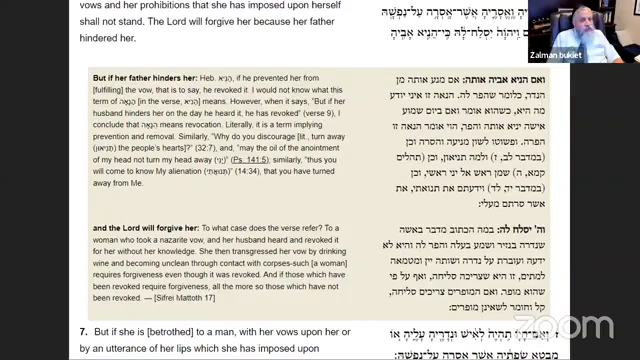 vows and her prohibitions that she has imposed upon herself
shall not stand. The Lord will forgive her because her father
hindered her.
But if her father hinders her: Heb. הֵנִיא, if he prevented her from
[fulfilling] the vow, that is to say, he revoked it. I would not know what this
term of הֲנָאָה [in the verse, הֵנִיא] means. However, when it says, "But if her
husband hinders her on the day he heard it, he has revoked" (verse 9), I
conclude that הֲנָאָה means revocation. Literally, it is a term implying
prevention and removal. Similarly, "Why do you discourage [lit., turn away
(תְנִיאוּן) the people's hearts]?" (32:7), and, "may the oil of the anointment
of my head not turn my head away (יָנִי) (Ps. 141:5); similarly, "thus you
will come to know My alienation (תְּנוּאָתִי)" (14:34), that you have turned
away from Me.
and the Lord will forgive her: To what case does the verse refer? To a
woman who took a nazarite vow, and her husband heard and revoked it
for her without her knowledge. She then transgressed her vow by drinking
wine and becoming unclean through contact with corpses-such [a woman]
requires forgiveness even though it was revoked. And if those which have
been revoked require forgiveness, all the more so those which have not
been revoked. — [Sifrei Mattoth 17]
7. But if she is [betrothed] to a man, with her vows upon her or
by an utterance of her lips which she has imposed upon
וֶאֱסָרֶיהָ אֲשֶׁר־אָסְרָה עַל־נַפְשָׁהּ
יִסְלַח־לָהּ כִּי־הֵנִיא אָבִיהָ
ואם הניא אביה אותה: אם מנע אותה מן
הנדר, כלומר שהפר לה. הנאה זו איני יודע
מה היא, כשהוא אומר ואם ביום שמוע
אישה יניא אותה והפר, הוי אומר הנאה זו
הפרה. ופשוטו לשון מניעה והסרה וכן
(במדבר לב, ז) ולמה תניאון, וכן (תהלים
קמא, ה) שמן ראש אל יני ראשי, וכן
(במדבר יד, לד) וידעתם את תנואתי, את
אשר סרתם מעלי:
וה' יסלח לה: במה הכתוב מדבר באשה
שנדרה בנזיר ושמע בעלה והפר לה והיא לא
ידעה ועוברת על נדרה ושותה יין ומטמאה
למתים, זו היא שצריכה סליחה, ואף על פי
שהוא מופר. ואם המופרים צריכים סליחה,
קל וחומר לשאינן מופרים:
ז וְאִם־הָיוֹ תִהְיֶה לְאִישׁ וּנְדָרֶיהָ עָלֶיהָ אוֹ
מִבְטָא שְׂפָתֶיהָ אֲשֶׁר אָסְרָה עַל־נַפְשָׁהּ:
Zalman bukiet
zoom
LIVE